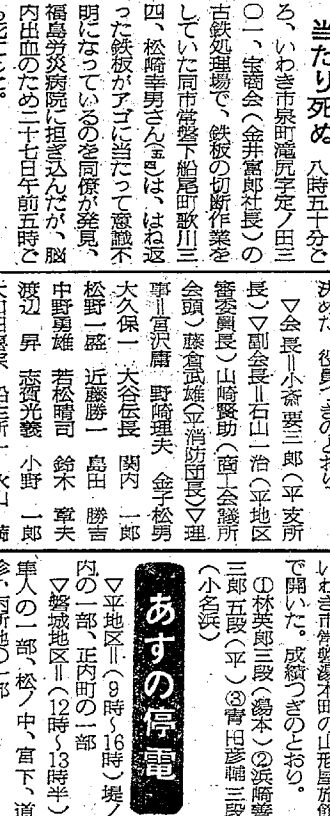 当たり死ぬ
八時五十分ご
ろ、いわき市泉町滝尻字定ノ田三
〇一、宝商会（金井富郎社長）の
古鉄処理場で、鉄板の切断作業を
していた同市常磐下船尾町歌川三
四、松崎幸男さんは、はね返
った鉄板がアゴに当たって意識不
明になっているのを同僚が発見、
福島労災病院に担ぎ込んだが、脳
内出血のため二十七日午前五時ご
ろ死亡した。
▽会長＝小斎要三郎（平支所
長）▽副会長＝石山一治（平地区
審委員長）山崎賢助（商工会議所
会頭）藤倉武雄（平消防団長）▽理
事＝宮沢庸　野崎理夫　金子松男
大久保一　大谷伝長　関内一郎
松野一盛　近藤勝一　島田勝吉
中野勇雄　若松晴司　鈴木章夫
渡辺昇　志賀光義　小野一郎
いわき市常磐湯本町の山形屋旅館
で開いた。成績つぎのとおり。
①林英郎三段（湯本）②浜崎善
三郎五段（平）③青田彦輔三段
（小名浜）
あすの停電
▽平地区＝（9時〜16時）堤ノ
内の一部、正内町の一部
▽磐城地区＝（12時〜13時半）
隼人の一部、松ノ中、宮下、道